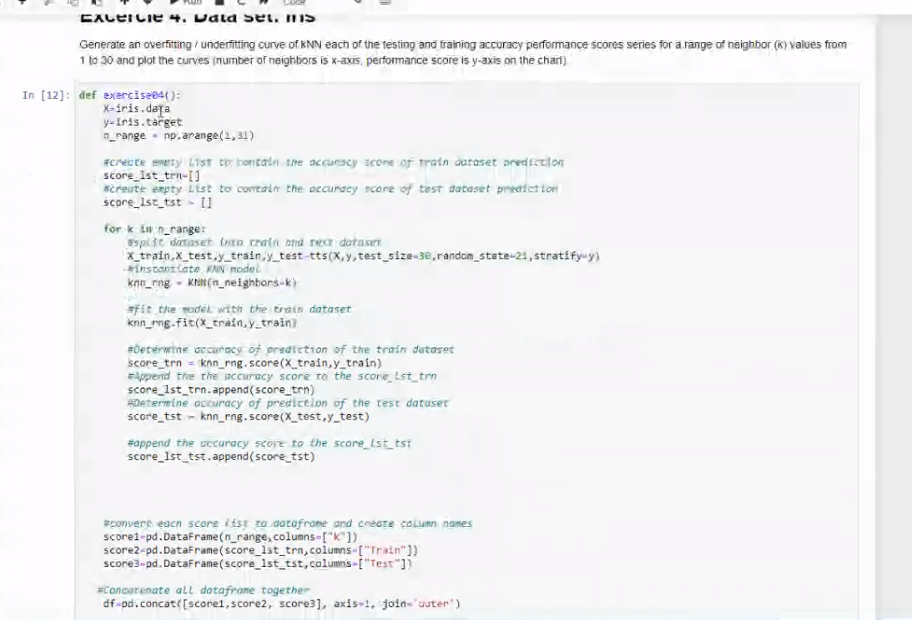 Run
Code
Excercie 4. Data set: Iris
Generate an overfitting / underfitting curve of kNN each of the testing and training accuracy performance scores series for a range of neighbor (k) values from
1 to 30 and plot the curves (number of neighbors is x-axis, performance score is y-axis on the chart).
In [12]: def exercise04():
X=iris.data
y=iris.target
n_range = np.arange(1,31)
#create empty list to contain the accuracy score of train dataset prediction
score_lst_trn=[]
#create empty List to contain the accuracy score of test dataset prediction
score_lst_tst = []
for k in n_range:
#split dataset into train and test dataset
X_train,X_test,y_train,y_test=tts(X,y,test_size=30,random_state=21,stratify=y)
#instantiate KNN model
knn_rng = KNN(n_neighbors=k)
#fit the model with the train dataset
knn_rng.fit(X_train,y_train)
#Determine accuracy of prediction of the train dataset
score_trn = knn_rng.score(X_train,y_train)
#Append the the accuracy score to the score_lst_trn
score_lst_trn.append(score_trn)
#Determine accuracy of prediction of the test dataset
score_tst = knn_rng.score(X_test,y_test)
#append the accuracy score to the score_lst_tst
score_lst_tst.append(score_tst)
#convert each score list to dataframe and create column names
score1=pd.DataFrame(n_range,columns=["k"])
score2=pd.DataFrame(score_lst_trn,columns=["Train"])
score3=pd.DataFrame(score_lst_tst,columns=["Test"])
#Concatenate all dataframe together
df=pd.concat([score1,score2, score3], axis=1, join='outer')